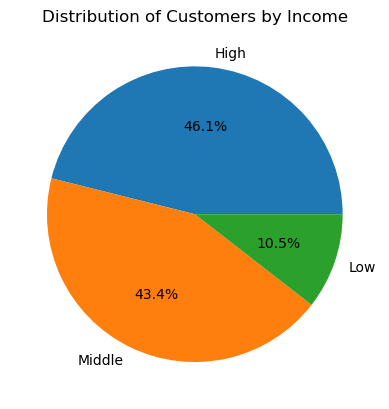 Distribution of Customers by Income
High
46.1%
10.5%
Low
43.4%
Middle